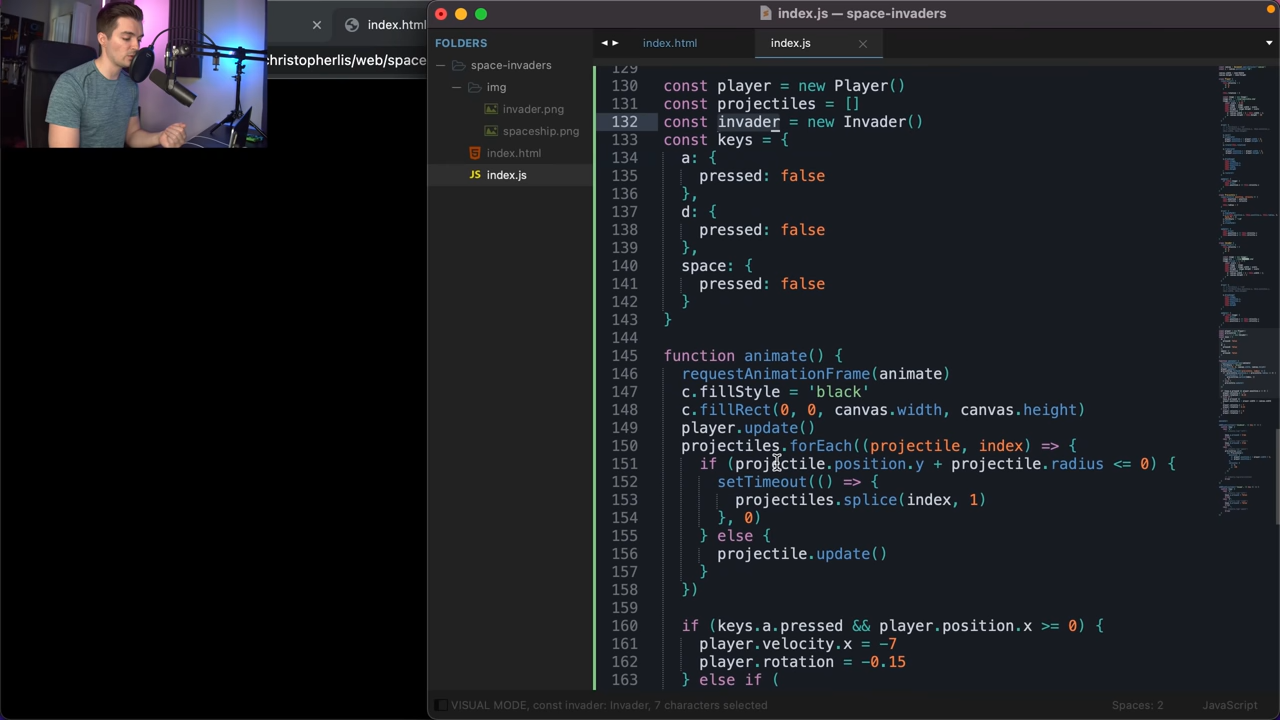 index.html
christopherlis/web/space
index.js — space-invaders
FOLDERS
space-invaders
img
invader.png
spaceship.png
index.html
JS index.js
index.html
index.js
129
130 const player = new Player()
131 const projectiles = []
132 const invader = new Invader()
133 const keys = {
134 a: {
135 pressed: false
136 },
137 d: {
138 pressed: false
139 },
140 space: {
141 pressed: false
142 }
143 }
144
145 function animate() {
146 requestAnimationFrame(animate)
147 c.fillStyle = 'black'
148 c.fillRect(0, 0, canvas.width, canvas.height)
149 player.update()
150 projectiles.forEach((projectile, index) => {
151 if (projectile.position.y + projectile.radius <= 0) {
152 setTimeout(() => {
153 projectiles.splice(index, 1)
154 }, 0)
155 } else {
156 projectile.update()
157 }
158 })
159
160 if (keys.a.pressed && player.position.x >= 0) {
161 player.velocity.x = -7
162 player.rotation = -0.15
163 } else if (
VISUAL MODE, const invader: Invader, 7 characters selected
Spaces: 2
JavaScript